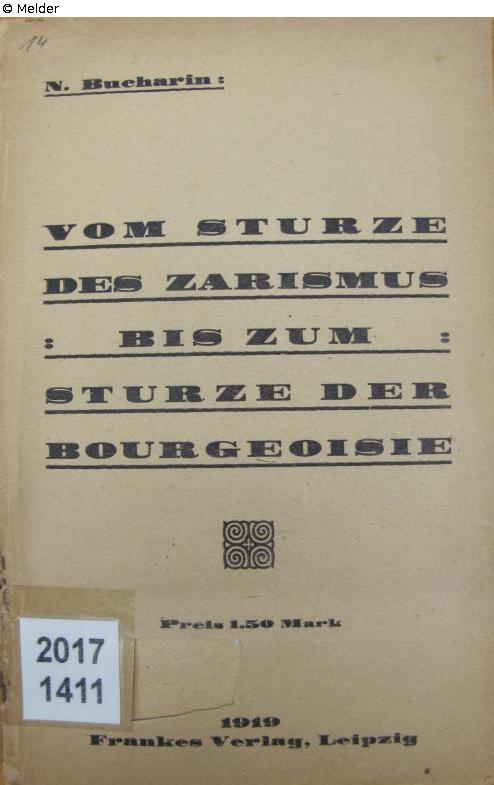 © Melder
94
N. Bucharin :
VOM STURZE
DES ZARISMUS
: BIS ZUM :
STURZE DER
BOURGEOISIE
Preis 1.50 Mark
2017
1411
1919
Frankes Verlag, Leipzig